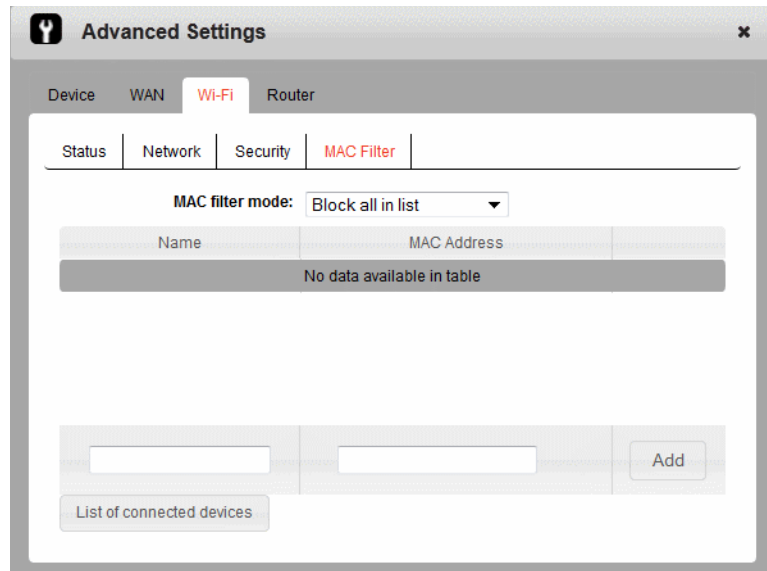 Advanced Settings
Device WAN Wi-Fi Router
Status Network Security MAC Filter
MAC filter mode: Block all in list
Name MAC Address
No data available in table
Add
List of connected devices